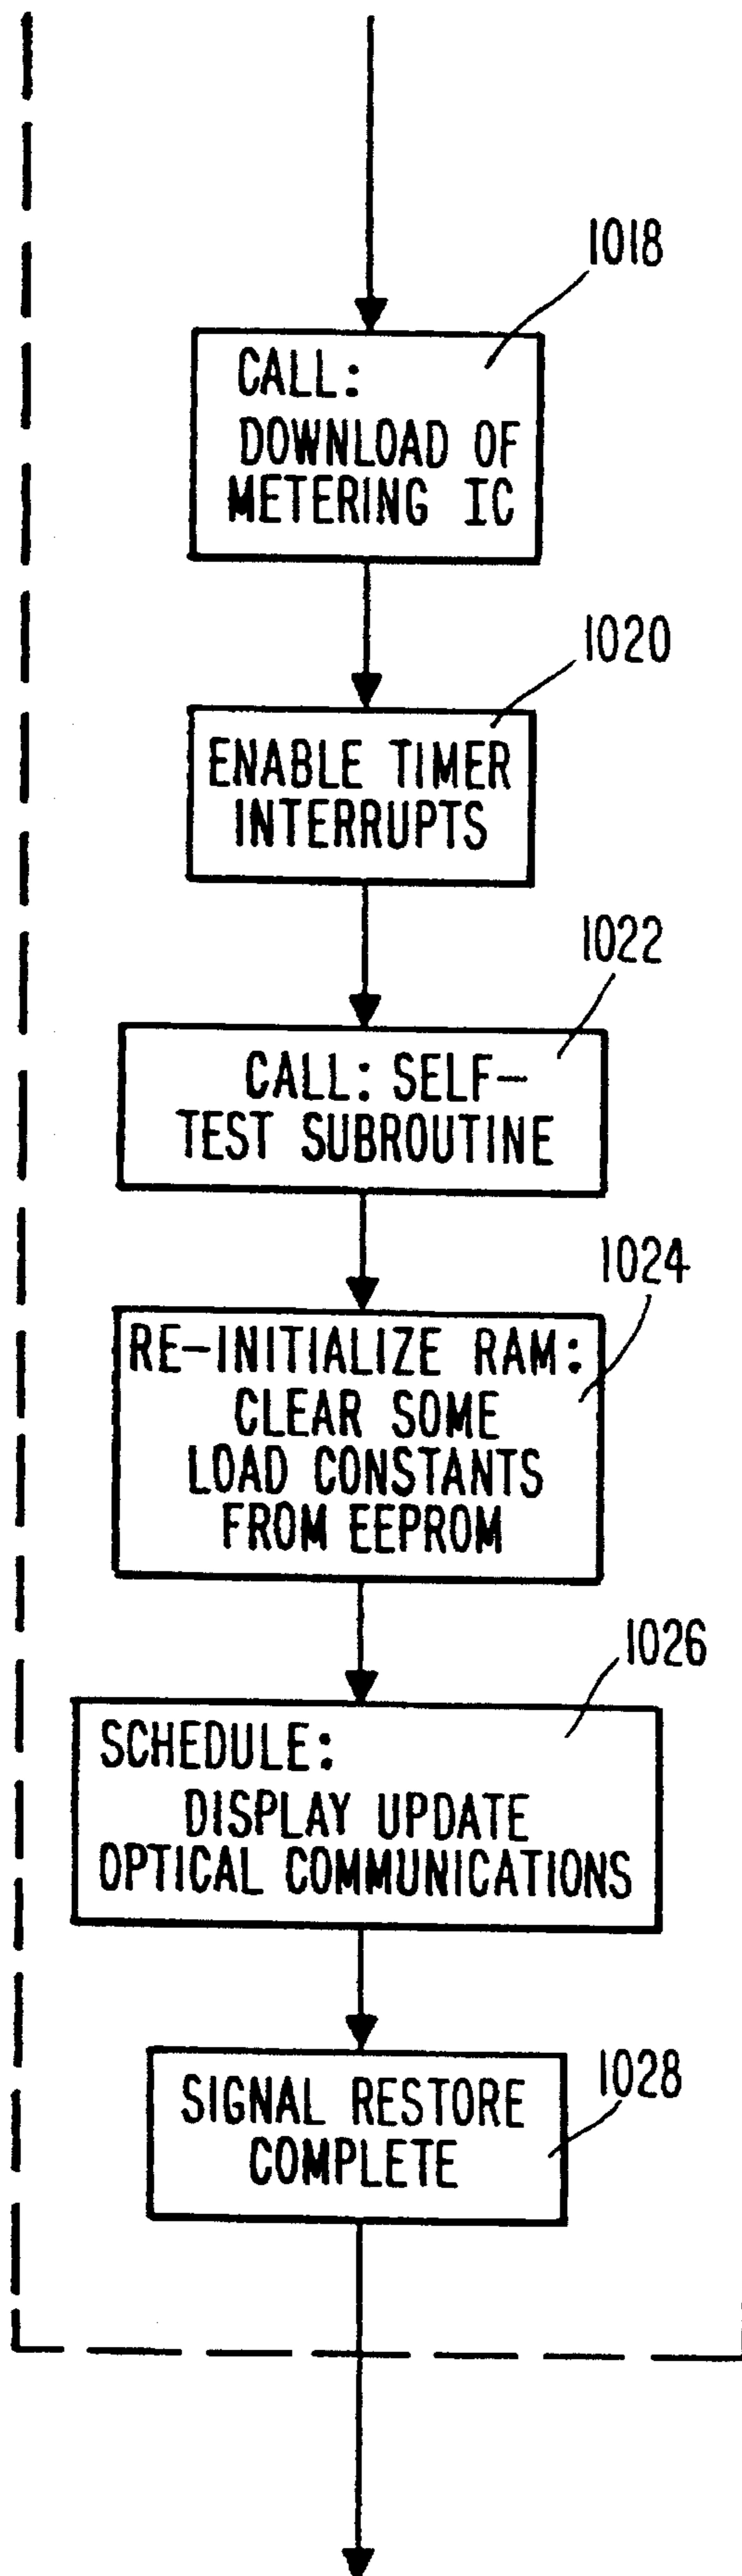 1018
CALL:
DOWNLOAD OF
METERING IC
1020
ENABLE TIMER
INTERRUPTS
1022
CALL: SELF-
TEST SUBROUTINE
1024
RE-INITIALIZE RAM:
CLEAR SOME
LOAD CONSTANTS
FROM EEPROM
1026
SCHEDULE:
DISPLAY UPDATE
OPTICAL COMMUNICATIONS
1028
SIGNAL RESTORE
COMPLETE